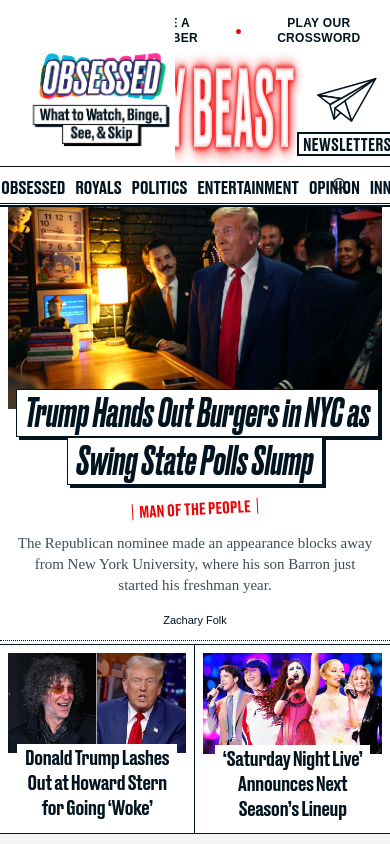 E A
BER
PLAY OUR
CROSSWORD
OBSESSED
What to Watch, Binge,
See, & Skip
Y BEAST
NEWSLETTERS
OBSESSED ROYALS POLITICS ENTERTAINMENT OPINION INN
Trump Hands Out Burgers in NYC as
Swing State Polls Slump
MAN OF THE PEOPLE
The Republican nominee made an appearance blocks away
from New York University, where his son Barron just
started his freshman year.
Zachary Folk
Donald Trump Lashes
Out at Howard Stern
for Going ‘Woke’
‘Saturday Night Live’
Announces Next
Season’s Lineup